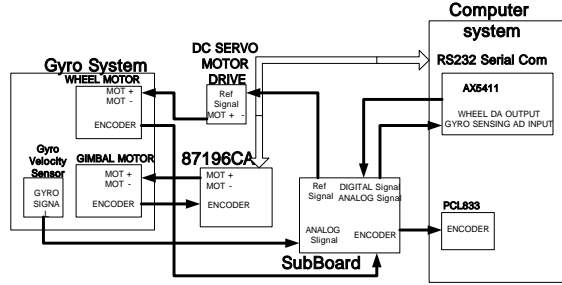 Computer
system
DC SERVO
MOTOR
DRIVE
Gyro System
RS232 Serial Com
WHEEL MOTOR
MOT +
MOT -
ENCODER
Ref
Signal
MOT + -
AX5411
WHEEL DA OUTPUT
GYRO SENSING AD INPUT
Gyro
Velocity
Sensor
GYRO
SIGNA
L
GIMBAL MOTOR
MOT +
MOT -
ENCODER
87196CA
MOT +
MOT -
ENCODER
Ref
Signal
DIGITAL Signal
ANALOG Signal
ANALOG
Slignal
ENCODER
SubBoard
PCL833
ENCODER